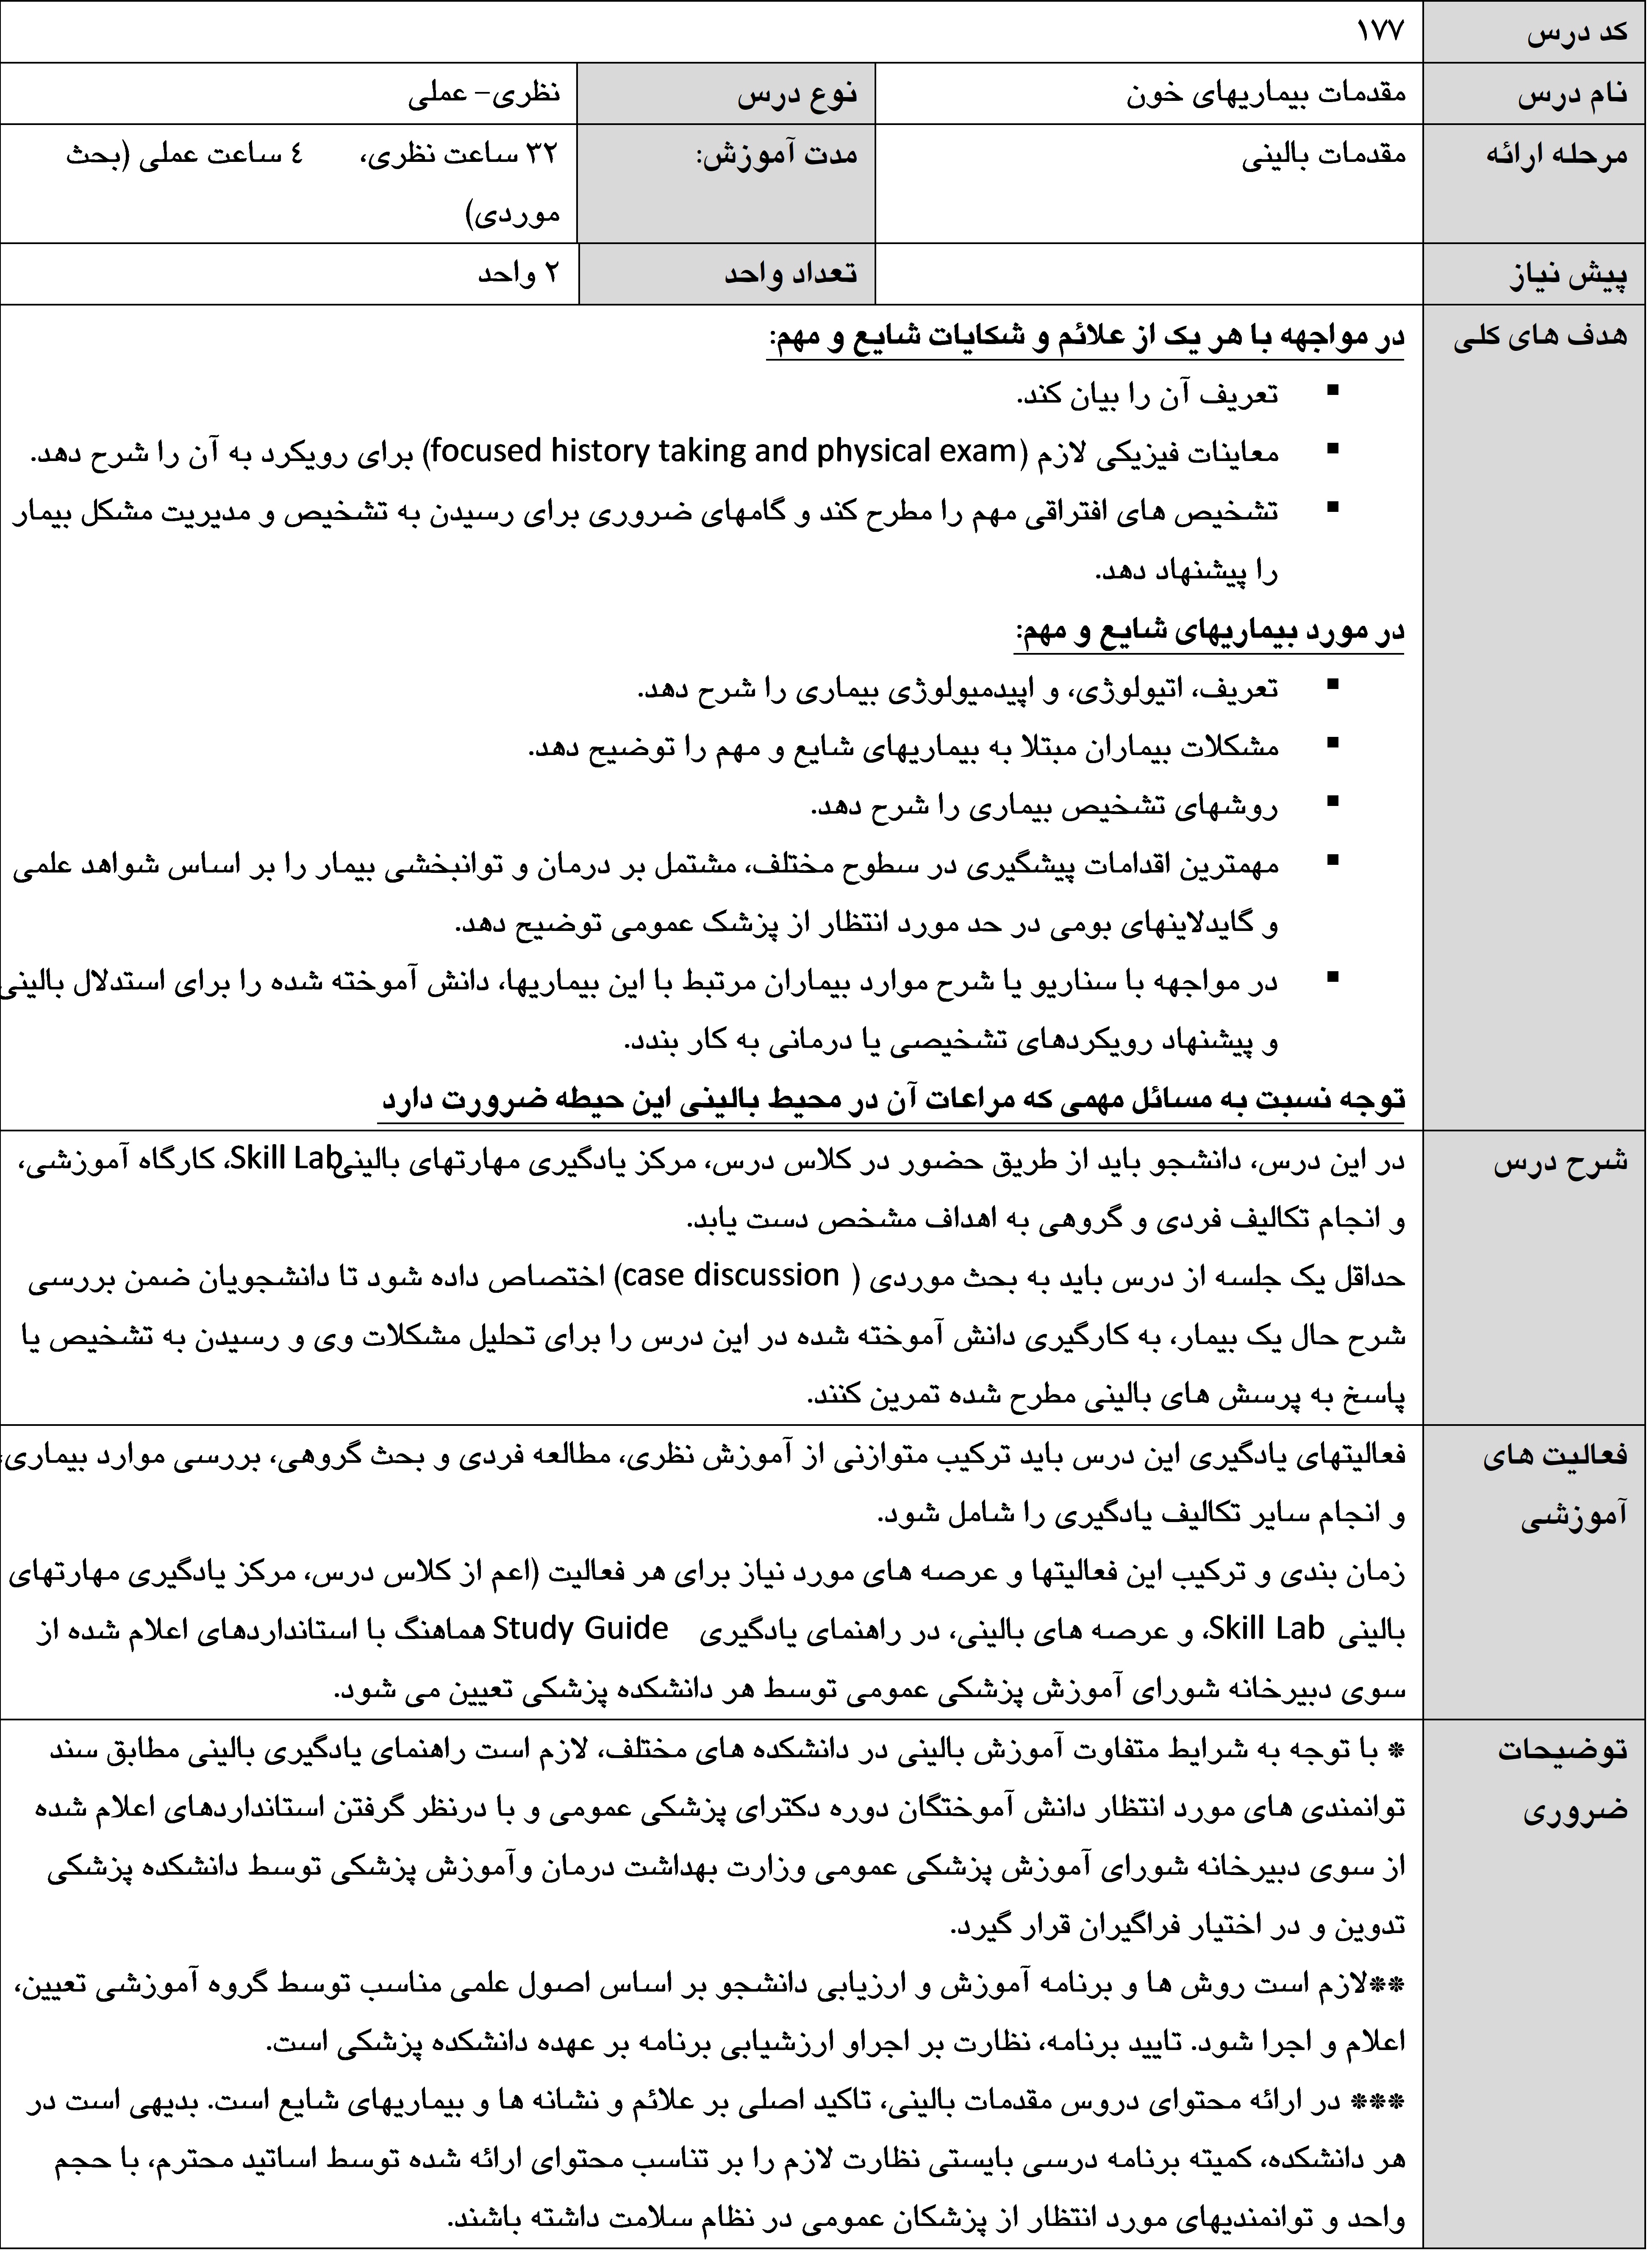 کد درس ۱۷۷
نام درس مقدمات بیماریهای خون نوع درس نظری- عملی
مرحله ارائه مقدمات بالینی مدت آموزش: ۳۲ ساعت نظری، ٤ ساعت عملی (بحث
موردی)
پیش نیاز تعداد واحد ۲ واحد
هدف های کلی در مواجهه با هر یک از علائم و شکایات شایع و مهم:
▪ تعریف آن را بیان کند.
▪ معاینات فیزیکی لازم (focused history taking and physical exam) برای رویکرد به آن را شرح دهد.
▪ تشخیص های افتراقی مهم را مطرح کند و گامهای ضروری برای رسیدن به تشخیص و مدیریت مشکل بیمار
را پیشنهاد دهد.
در مورد بیماریهای شایع و مهم:
▪ تعریف، اتیولوژی، و اپیدمیولوژی بیماری را شرح دهد.
▪ مشکلات بیماران مبتلا به بیماریهای شایع و مهم را توضیح دهد.
▪ روشهای تشخیص بیماری را شرح دهد.
▪ مهمترین اقدامات پیشگیری در سطوح مختلف، مشتمل بر درمان و توانبخشی بیمار را بر اساس شواهد علمی
و گایدلاینهای بومی در حد مورد انتظار از پزشک عمومی توضیح دهد.
▪ در مواجهه با سناریو یا شرح موارد بیماران مرتبط با این بیماریها، دانش آموخته شده را برای استدلال بالینی
و پیشنهاد رویکردهای تشخیصی یا درمانی به کار بندد.
توجه نسبت به مسائل مهمی که مراعات آن در محیط بالینی این حیطه ضرورت دارد
شرح درس در این درس، دانشجو باید از طریق حضور در کلاس درس، مرکز یادگیری مهارتهای بالینیSkill Lab، کارگاه آموزشی،
و انجام تکالیف فردی و گروهی به اهداف مشخص دست یابد.
حداقل یک جلسه از درس باید به بحث موردی ( case discussion) اختصاص داده شود تا دانشجویان ضمن بررسی
شرح حال یک بیمار، به کارگیری دانش آموخته شده در این درس را برای تحلیل مشکلات وی و رسیدن به تشخیص یا
پاسخ به پرسش های بالینی مطرح شده تمرین کنند.
فعالیت های فعالیتهای یادگیری این درس باید ترکیب متوازنی از آموزش نظری، مطالعه فردی و بحث گروهی، بررسی موارد بیماری،
آموزشی و انجام سایر تکالیف یادگیری را شامل شود.
زمان بندی و ترکیب این فعالیتها و عرصه های مورد نیاز برای هر فعالیت (اعم از کلاس درس، مرکز یادگیری مهارتهای
بالینی Skill Lab، و عرصه های بالینی، در راهنمای یادگیری Study Guide هماهنگ با استانداردهای اعلام شده از
سوی دبیرخانه شورای آموزش پزشکی عمومی توسط هر دانشکده پزشکی تعیین می شود.
توضیحات * با توجه به شرایط متفاوت آموزش بالینی در دانشکده های مختلف، لازم است راهنمای یادگیری بالینی مطابق سند
ضروری توانمندی های مورد انتظار دانش آموختگان دوره دکترای پزشکی عمومی و با درنظر گرفتن استانداردهای اعلام شده
از سوی دبیرخانه شورای آموزش پزشکی عمومی وزارت بهداشت درمان وآموزش پزشکی توسط دانشکده پزشکی
تدوین و در اختیار فراگیران قرار گیرد.
**لازم است روش ها و برنامه آموزش و ارزیابی دانشجو بر اساس اصول علمی مناسب توسط گروه آموزشی تعیین،
اعلام و اجرا شود. تایید برنامه، نظارت بر اجراو ارزشیابی برنامه بر عهده دانشکده پزشکی است.
*** در ارائه محتوای دروس مقدمات بالینی، تاکید اصلی بر علائم و نشانه ها و بیماریهای شایع است. بدیهی است در
هر دانشکده، کمیته برنامه درسی بایستی نظارت لازم را بر تناسب محتوای ارائه شده توسط اساتید محترم، با حجم
واحد و توانمندیهای مورد انتظار از پزشکان عمومی در نظام سلامت داشته باشند.